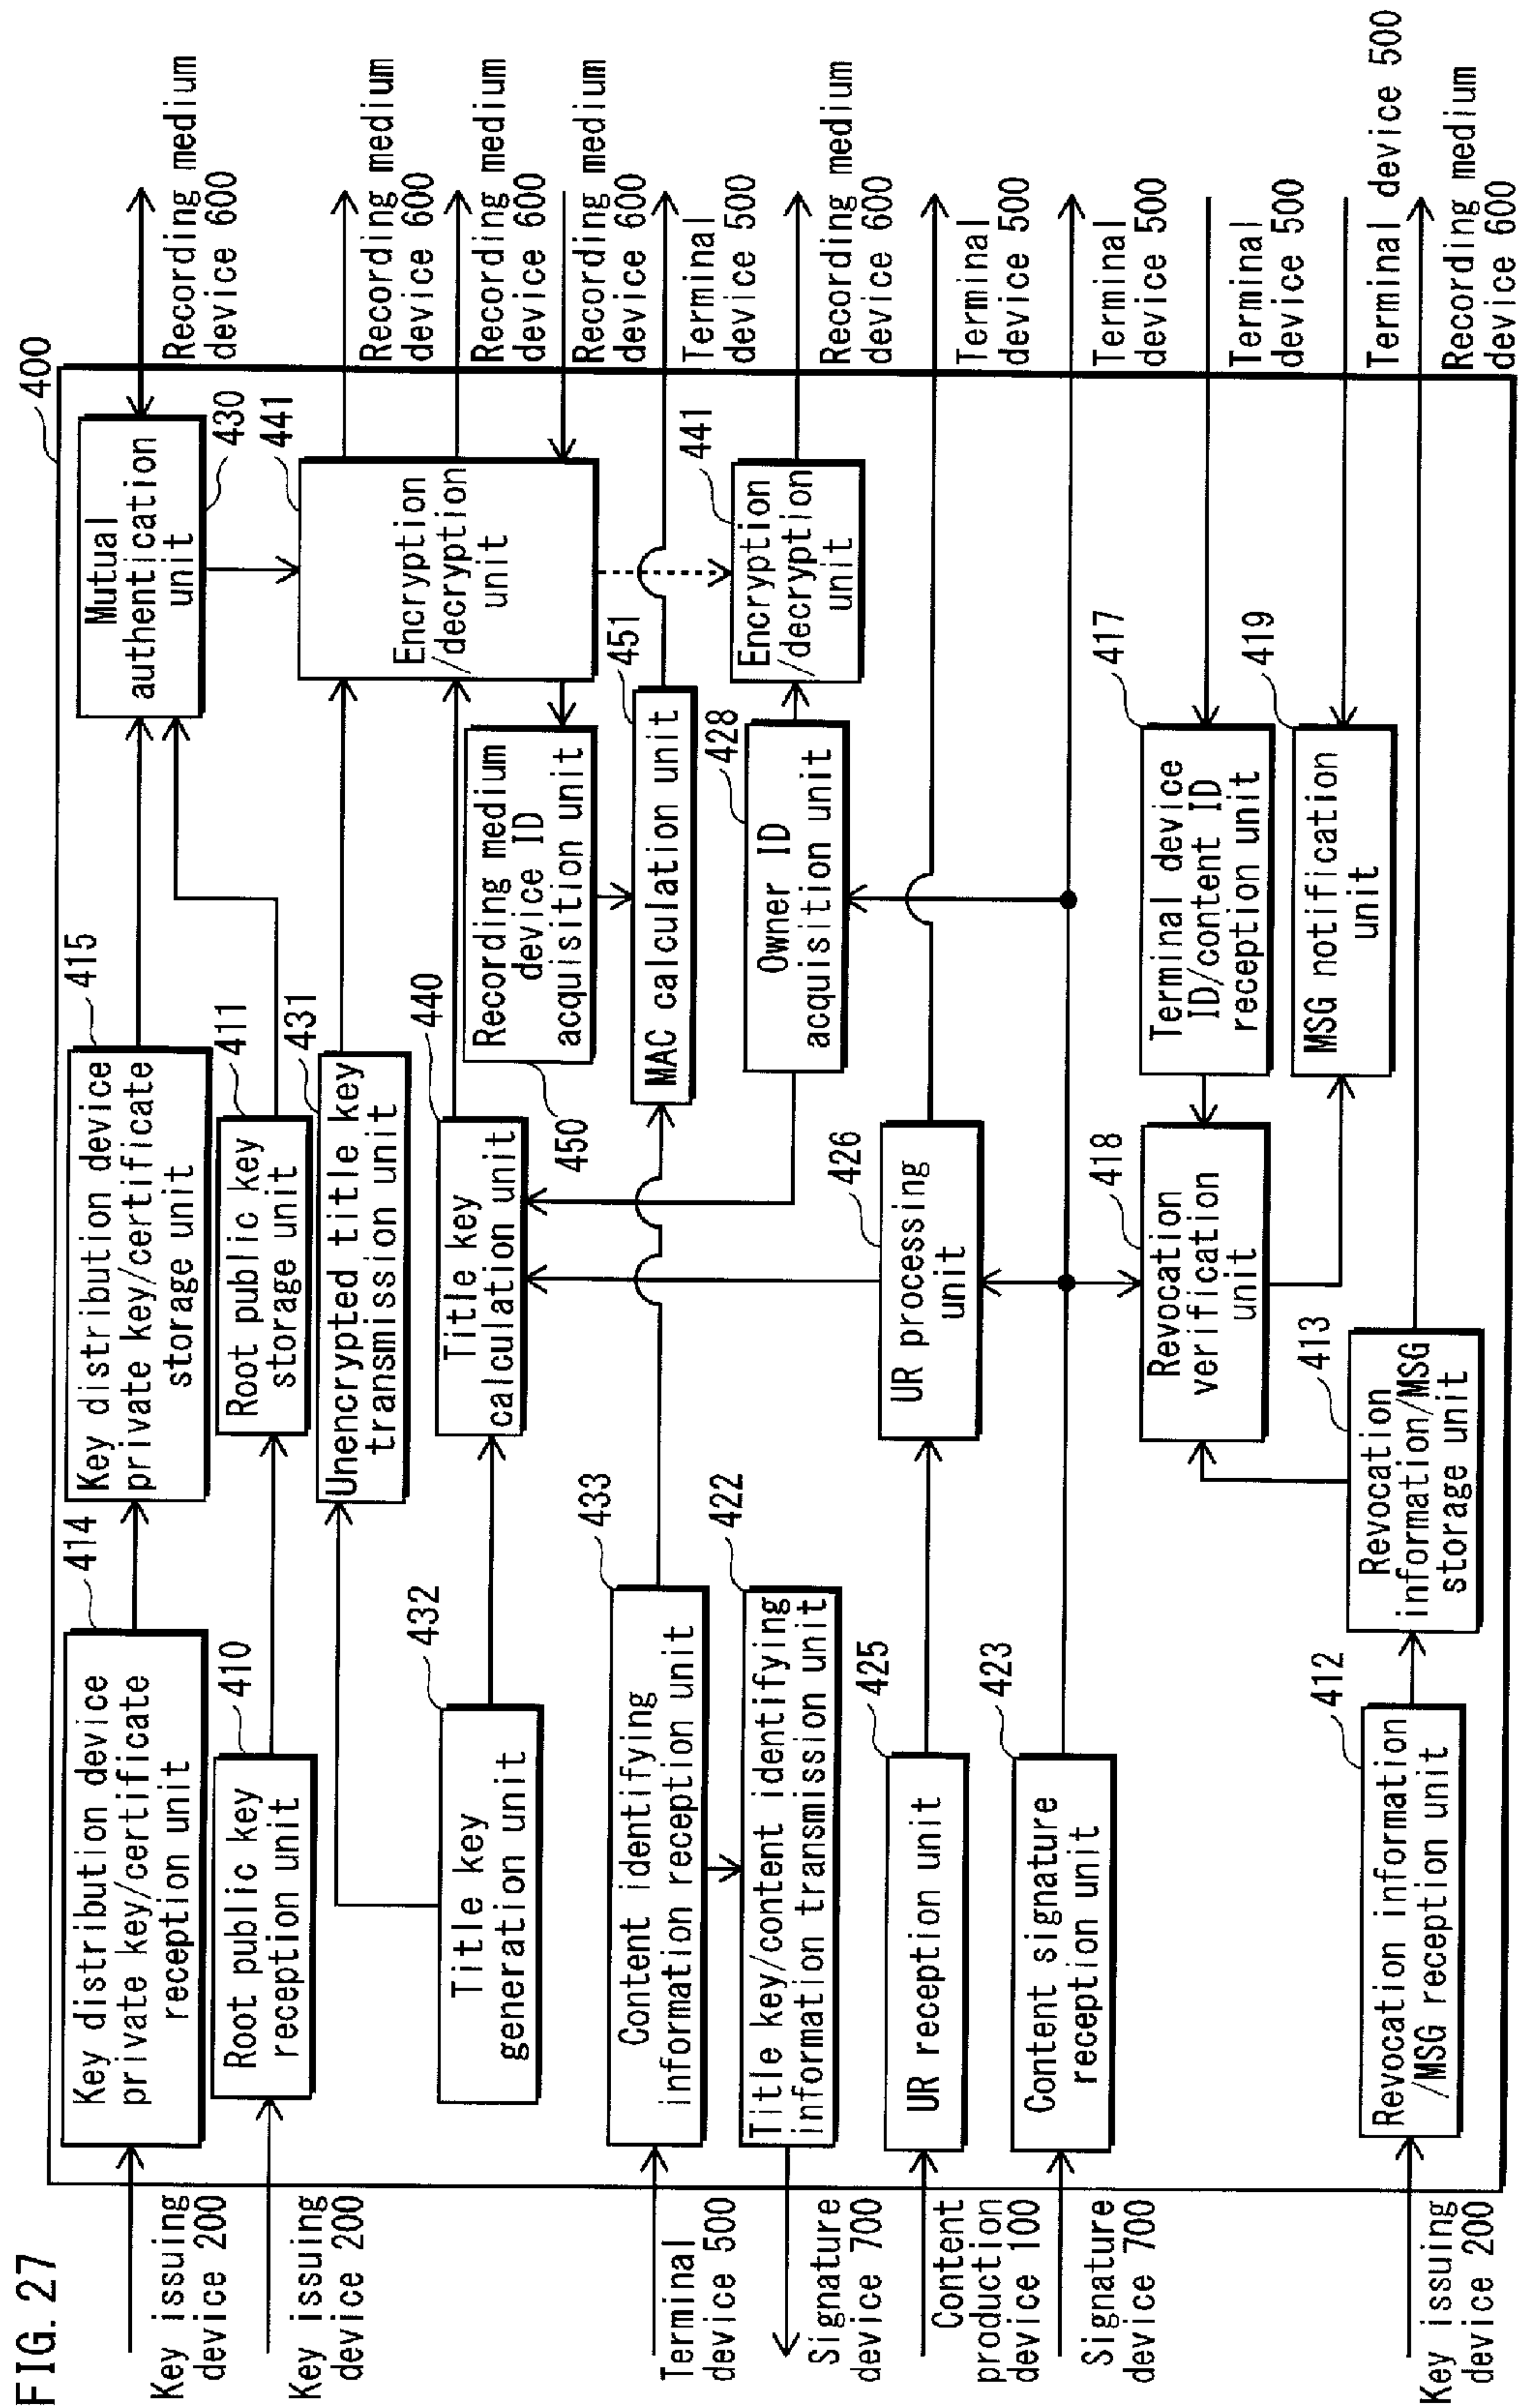 FIG. 27
400
Key issuing
device 200
Key distribution device
private key/certificate
reception unit
414
Key distribution device
private key/certificate
storage unit
415
Mutual
authentication
unit
430
Recording medium
device 600
Key issuing
device 200
Root public key
reception unit
410
Root public key
storage unit
411
Unencrypted title key
transmission unit
431
Encryption
/decryption
unit
441
Recording medium
device 600
Recording medium
device 600
Recording medium
device 600
Title key
generation unit
432
Title key
calculation unit
440
Recording medium
device ID
acquisition unit
450
Terminal device 500
Content identifying
information reception unit
433
MAC calculation unit
451
Terminal
device 500
Signature
device 700
Title key/content identifying
information transmission unit
422
Owner ID
acquisition unit
428
Encryption
/decryption
unit
441
Recording medium
device 600
Content
production
device 100
UR reception unit
425
UR processing
unit
426
Terminal
device 500
Signature
device 700
Content signature
reception unit
423
Terminal
device 500
Revocation
verification
unit
418
Terminal device
ID/content ID
reception unit
417
Terminal
device 500
MSG notification
unit
419
Terminal device 500
Key issuing
device 200
Revocation information
/MSG reception unit
412
Revocation
information/MSG
storage unit
413
Recording medium
device 600